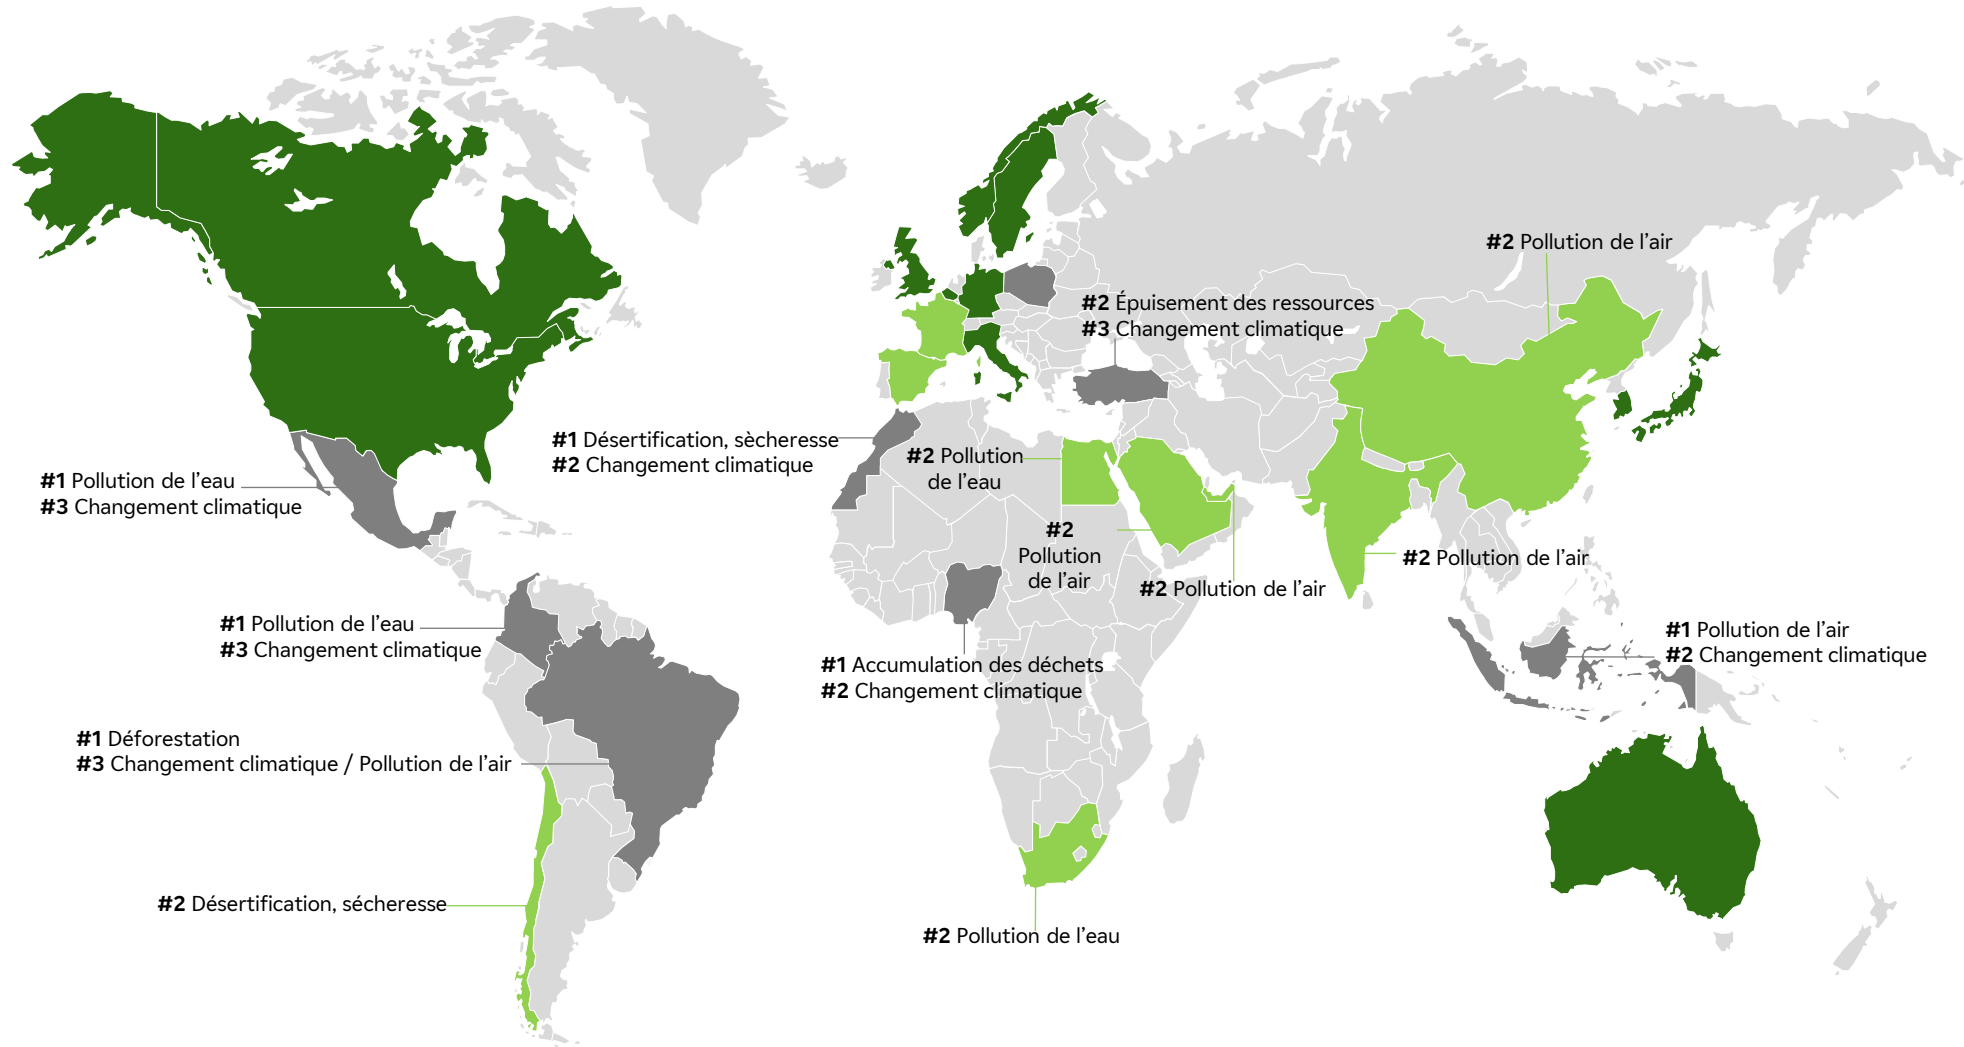 #2 Pollution de l’air
#2 Épuisement des ressources
#3 Changement climatique
#1 Désertification, sècheresse
#2 Changement climatique
#2 Pollution
de l’eau
#1 Pollution de l’eau
#3 Changement climatique
#2
Pollution
de l’air
#2 Pollution de l’air
#2 Pollution de l’air
#1 Pollution de l’eau
#3 Changement climatique
#1 Accumulation des déchets
#2 Changement climatique
#1 Pollution de l’air
#2 Changement climatique
#1 Déforestation
#3 Changement climatique / Pollution de l’air
#2 Désertification, sécheresse
#2 Pollution de l’eau